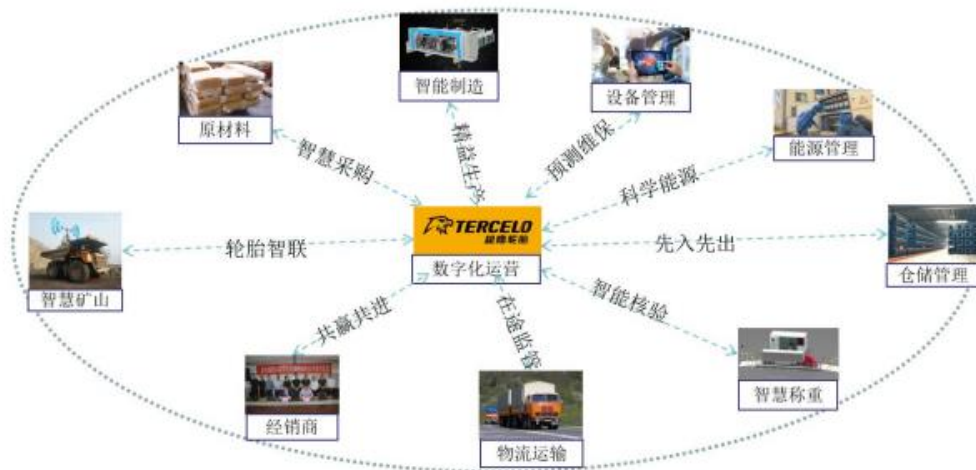 智能制造
设备管理
原材料
能源管理
智慧采购
精益生产
预测维保
科学能源
TERCELO
数字化运营
轮胎智联
先入先出
智慧矿山
仓储管理
共赢共进
在途监管
智能核验
经销商
物流运输
智慧称重